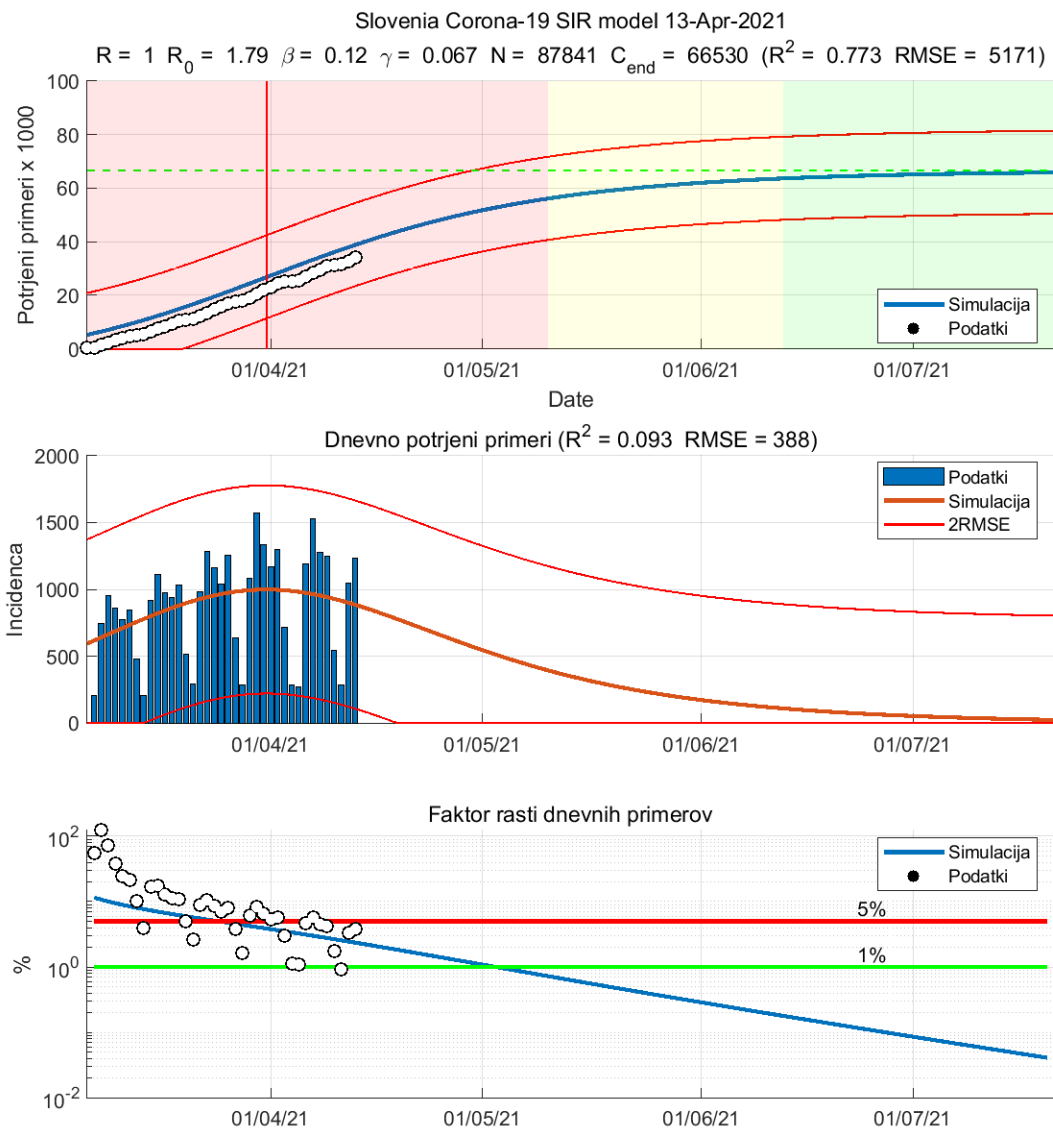 Slovenia Corona-19 SIR model 13-Apr-2021
R = 1 R₀ = 1.79 β = 0.12 γ = 0.067 N = 87841 C_end = 66530 (R² = 0.773 RMSE = 5171)
100
80
60
40
20
0
Potrjeni primeri x 1000
Simulacija
Podatki
01/04/21 01/05/21 01/06/21 01/07/21
Date
Dnevno potrjeni primeri (R² = 0.093 RMSE = 388)
2000
1500
1000
500
0
Incidenca
Podatki
Simulacija
2RMSE
01/04/21 01/05/21 01/06/21 01/07/21
Faktor rasti dnevnih primerov
10²
10⁰
10⁻²
%
Simulacija
Podatki
5%
1%
01/04/21 01/05/21 01/06/21 01/07/21